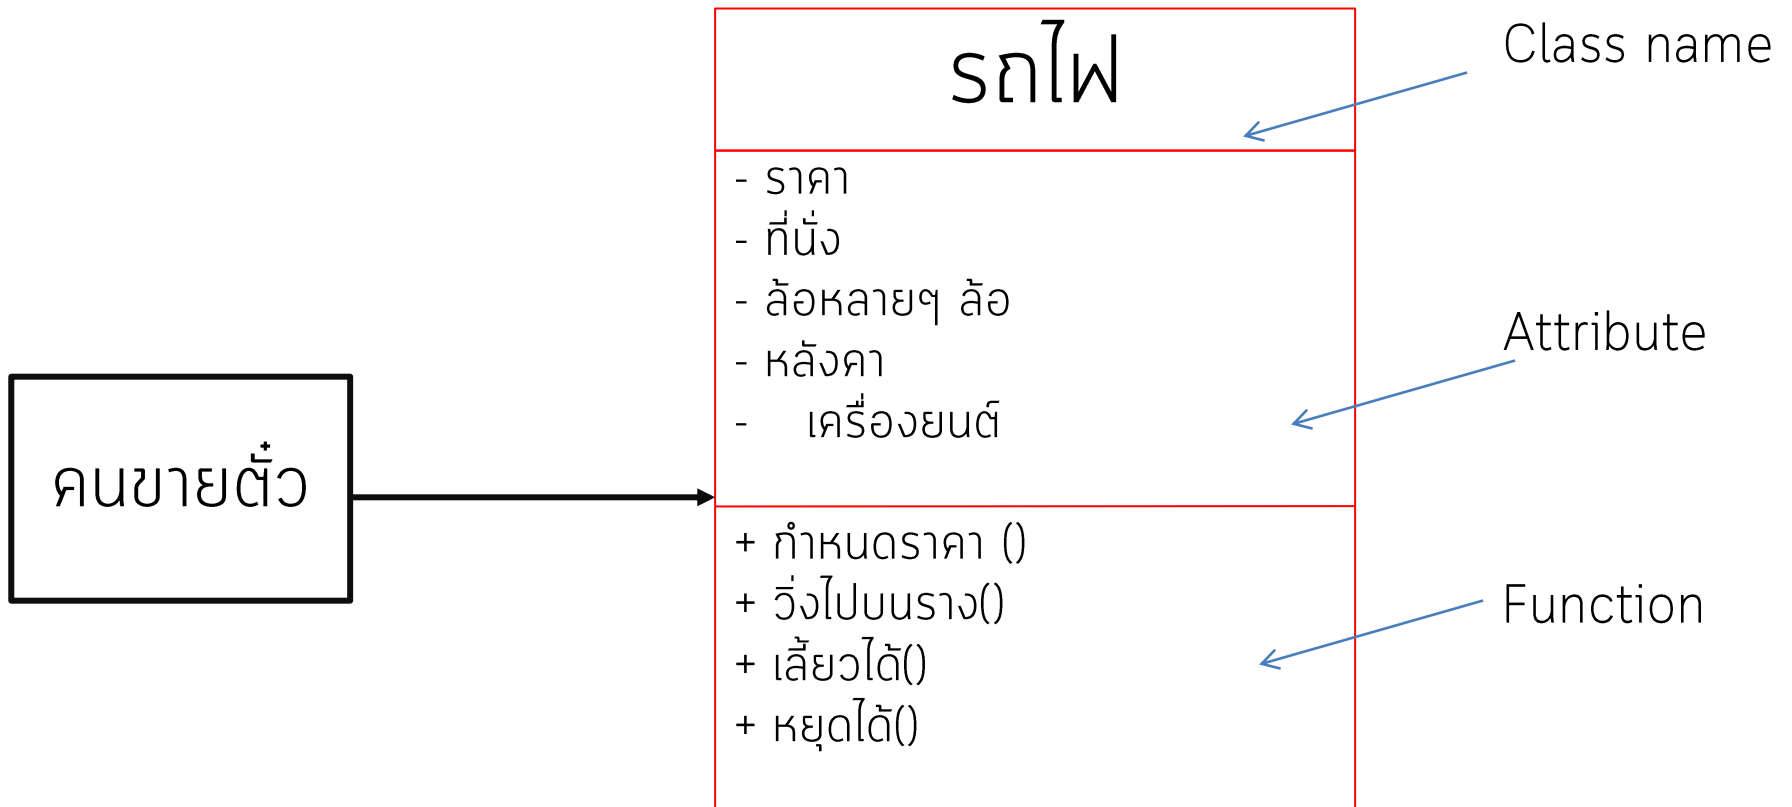 รถไฟ
Class name
- ราคา
- ที่นั่ง
- ล้อหลายๆ ล้อ
- หลังคา
- เครื่องยนต์
Attribute
คนขายตั๋ว
+ กำหนดราคา ()
+ วิ่งไปบนราง()
+ เลี้ยวได้()
+ หยุดได้()
Function